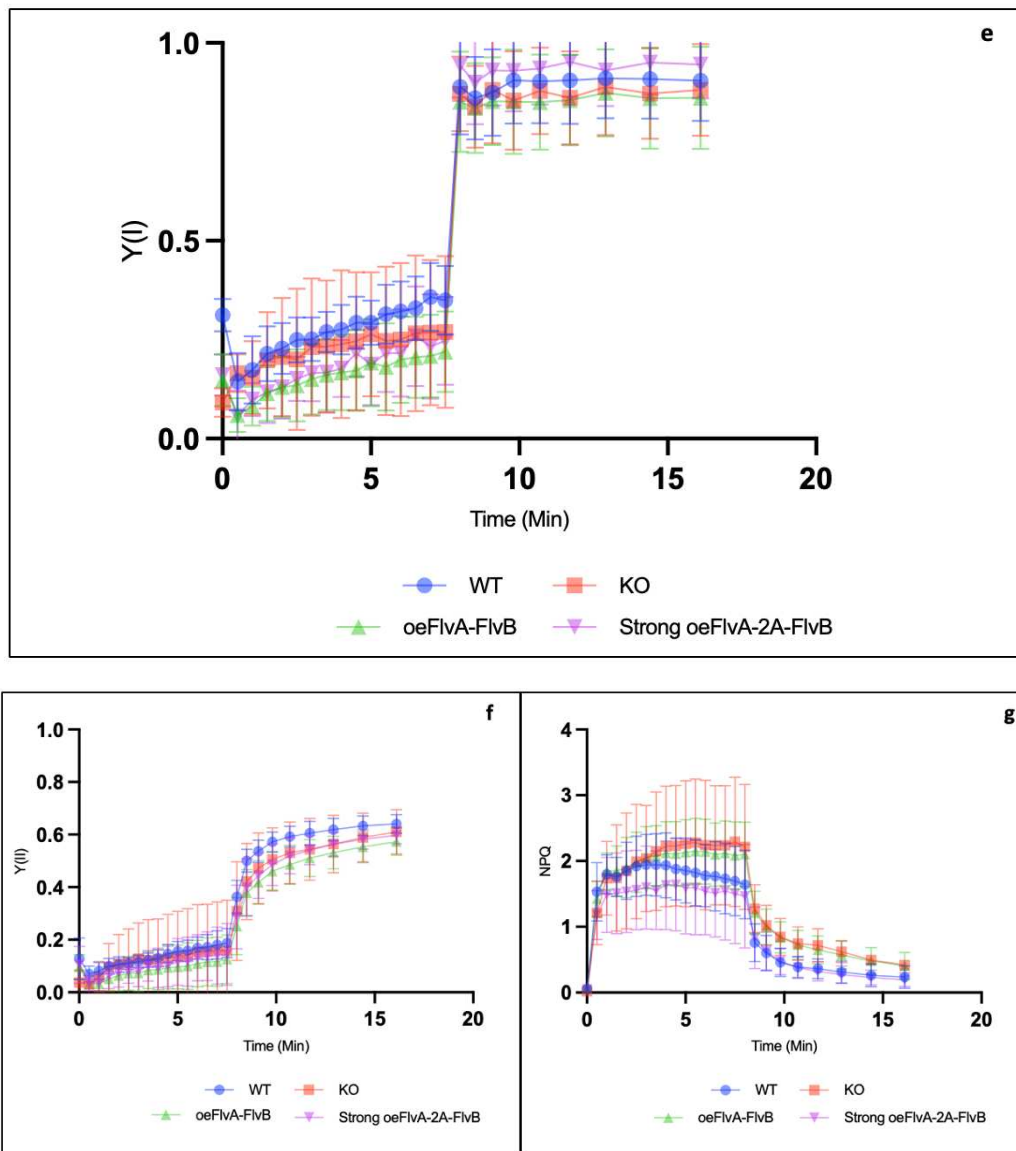 e
1.0
0.5
0.0
Y(I)
0 5 10 15 20
Time (Min)
WT KO
oeFlvA-FlvB Strong oeFlvA-2A-FlvB
f
1.0
0.8
0.6
0.4
0.2
0.0
Y(II)
0 5 10 15 20
Time (Min)
WT KO
oeFlvA-FlvB Strong oeFlvA-2A-FlvB
g
4
3
2
1
0
NPQ
0 5 10 15 20
Time (Min)
WT KO
oeFlvA-FlvB Strong oeFlvA-2A-FlvB